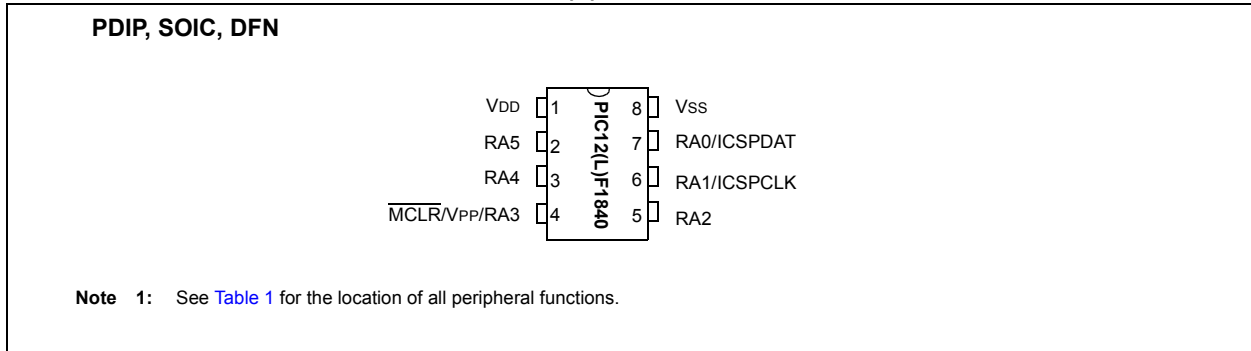 PDIP, SOIC, DFN
VDD 1 8 VSS
RA5 2 7 RA0/ICSPDAT
RA4 3 6 RA1/ICSPCLK
MCLR/VPP/RA3 4 5 RA2
PIC12(L)F1840
Note 1: See Table 1 for the location of all peripheral functions.